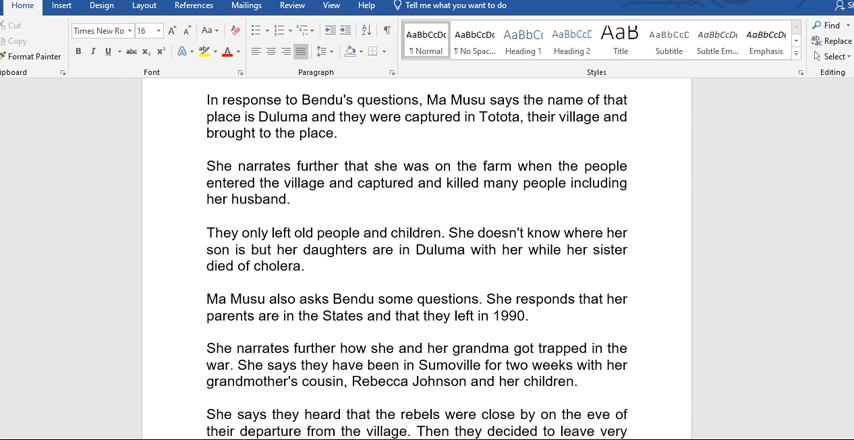 Home Insert Design Layout References Mailings Review View Help Tell me what you want to do
Cut
Copy
Format Painter
Times New Ro 16
Find
Replace
Select
AaBbCcDc AaBbCcDc AaBbCc AaBbCcC AaB AaBbCcC AaBbCcDc AaBbCcDc
¶ Normal ¶ No Spac... Heading 1 Heading 2 Title Subtitle Subtle Em... Emphasis
Font Paragraph Styles Editing
In response to Bendu's questions, Ma Musu says the name of that
place is Duluma and they were captured in Totota, their village and
brought to the place.
She narrates further that she was on the farm when the people
entered the village and captured and killed many people including
her husband.
They only left old people and children. She doesn't know where her
son is but her daughters are in Duluma with her while her sister
died of cholera.
Ma Musu also asks Bendu some questions. She responds that her
parents are in the States and that they left in 1990.
She narrates further how she and her grandma got trapped in the
war. She says they have been in Sumoville for two weeks with her
grandmother's cousin, Rebecca Johnson and her children.
She says they heard that the rebels were close by on the eve of
their departure from the village. Then they decided to leave very